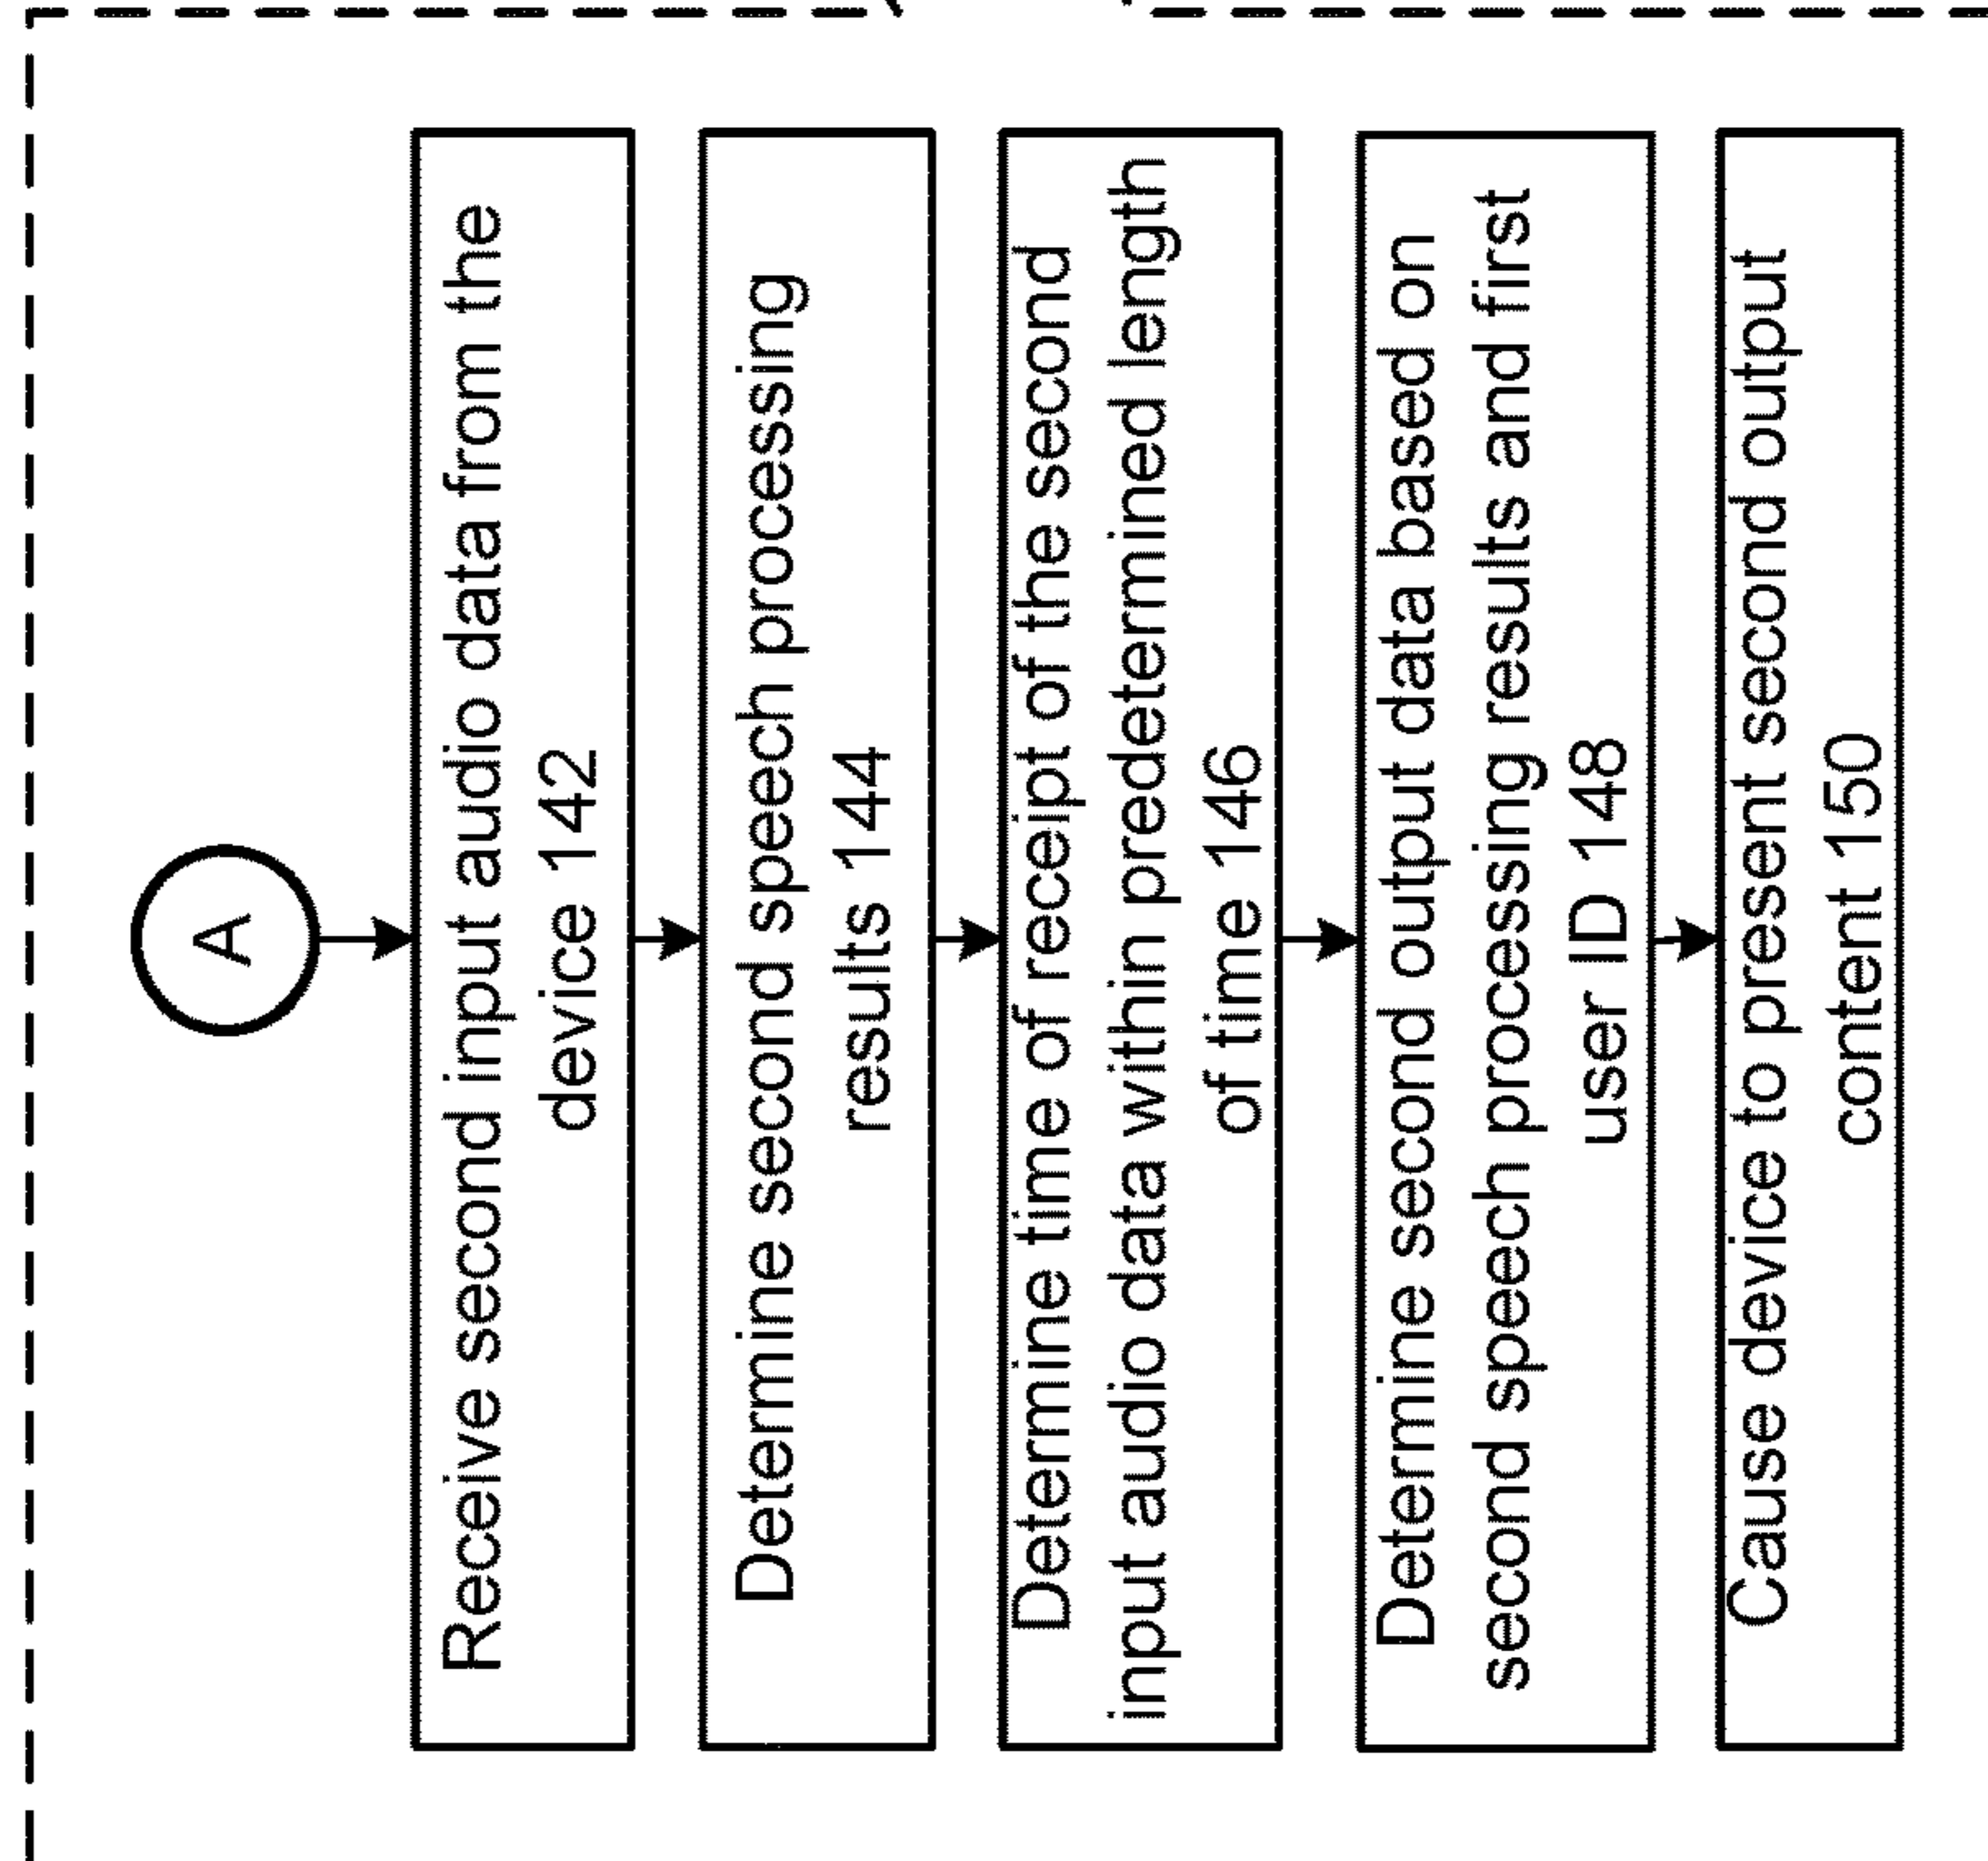 A
Receive second input audio data from the
device 142
Determine second speech processing
results 144
Determine time of receipt of the second
input audio data within predetermined length
of time 146
Determine second output data based on
second speech processing results and first
user ID 148
Cause device to present second output
content 150